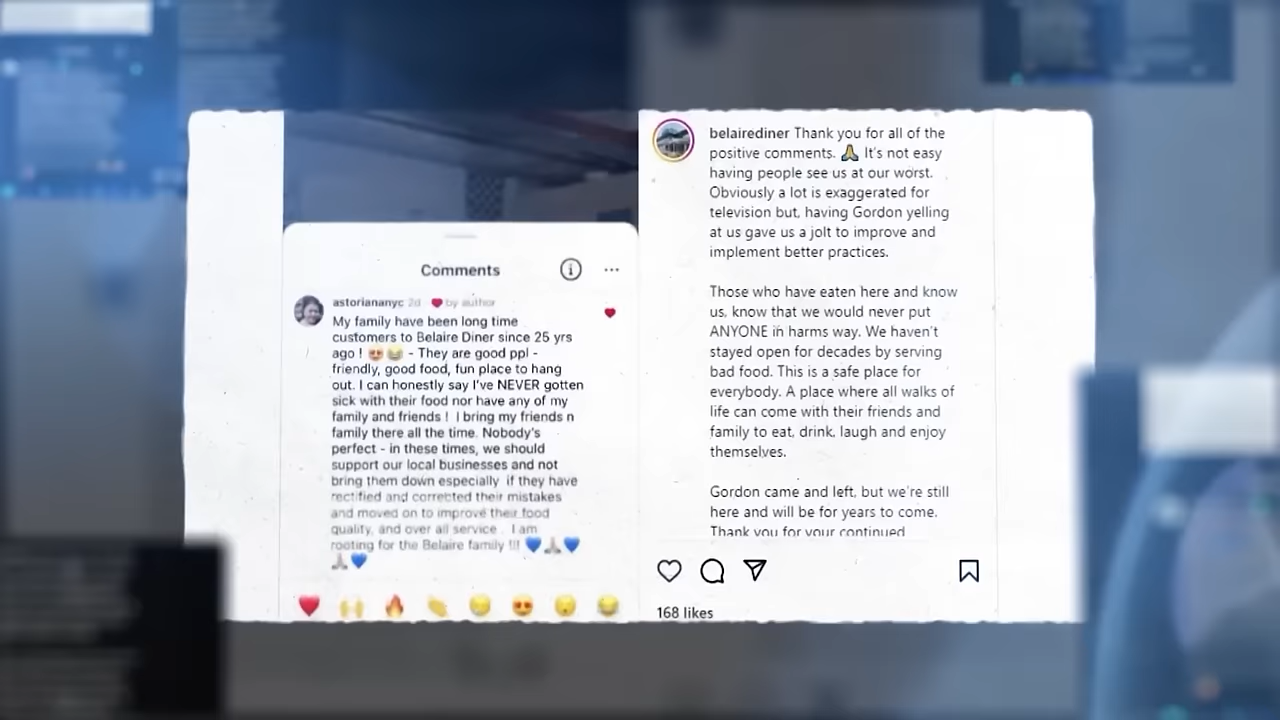 Comments
astoriananyc 2d ❤️ by author
My family have been long time
customers to Belaire Diner since 25 yrs
ago ! 😍😂 - They are good ppl -
friendly, good food, fun place to hang
out. I can honestly say I've NEVER gotten
sick with their food nor have any of my
family and friends ! I bring my friends n
family there all the time. Nobody's
perfect - in these times, we should
support our local businesses and not
bring them down especially if they have
rectified and corrected their mistakes
and moved on to improve their food
quality, and over all service . I am
rooting for the Belaire family !!! 💙🙏💙
🙏💙
belairediner Thank you for all of the
positive comments. 🙏 It's not easy
having people see us at our worst.
Obviously a lot is exaggerated for
television but, having Gordon yelling
at us gave us a jolt to improve and
implement better practices.
Those who have eaten here and know
us, know that we would never put
ANYONE in harms way. We haven't
stayed open for decades by serving
bad food. This is a safe place for
everybody. A place where all walks of
life can come with their friends and
family to eat, drink, laugh and enjoy
themselves.
Gordon came and left, but we're still
here and will be for years to come.
Thank you for your continued
168 likes